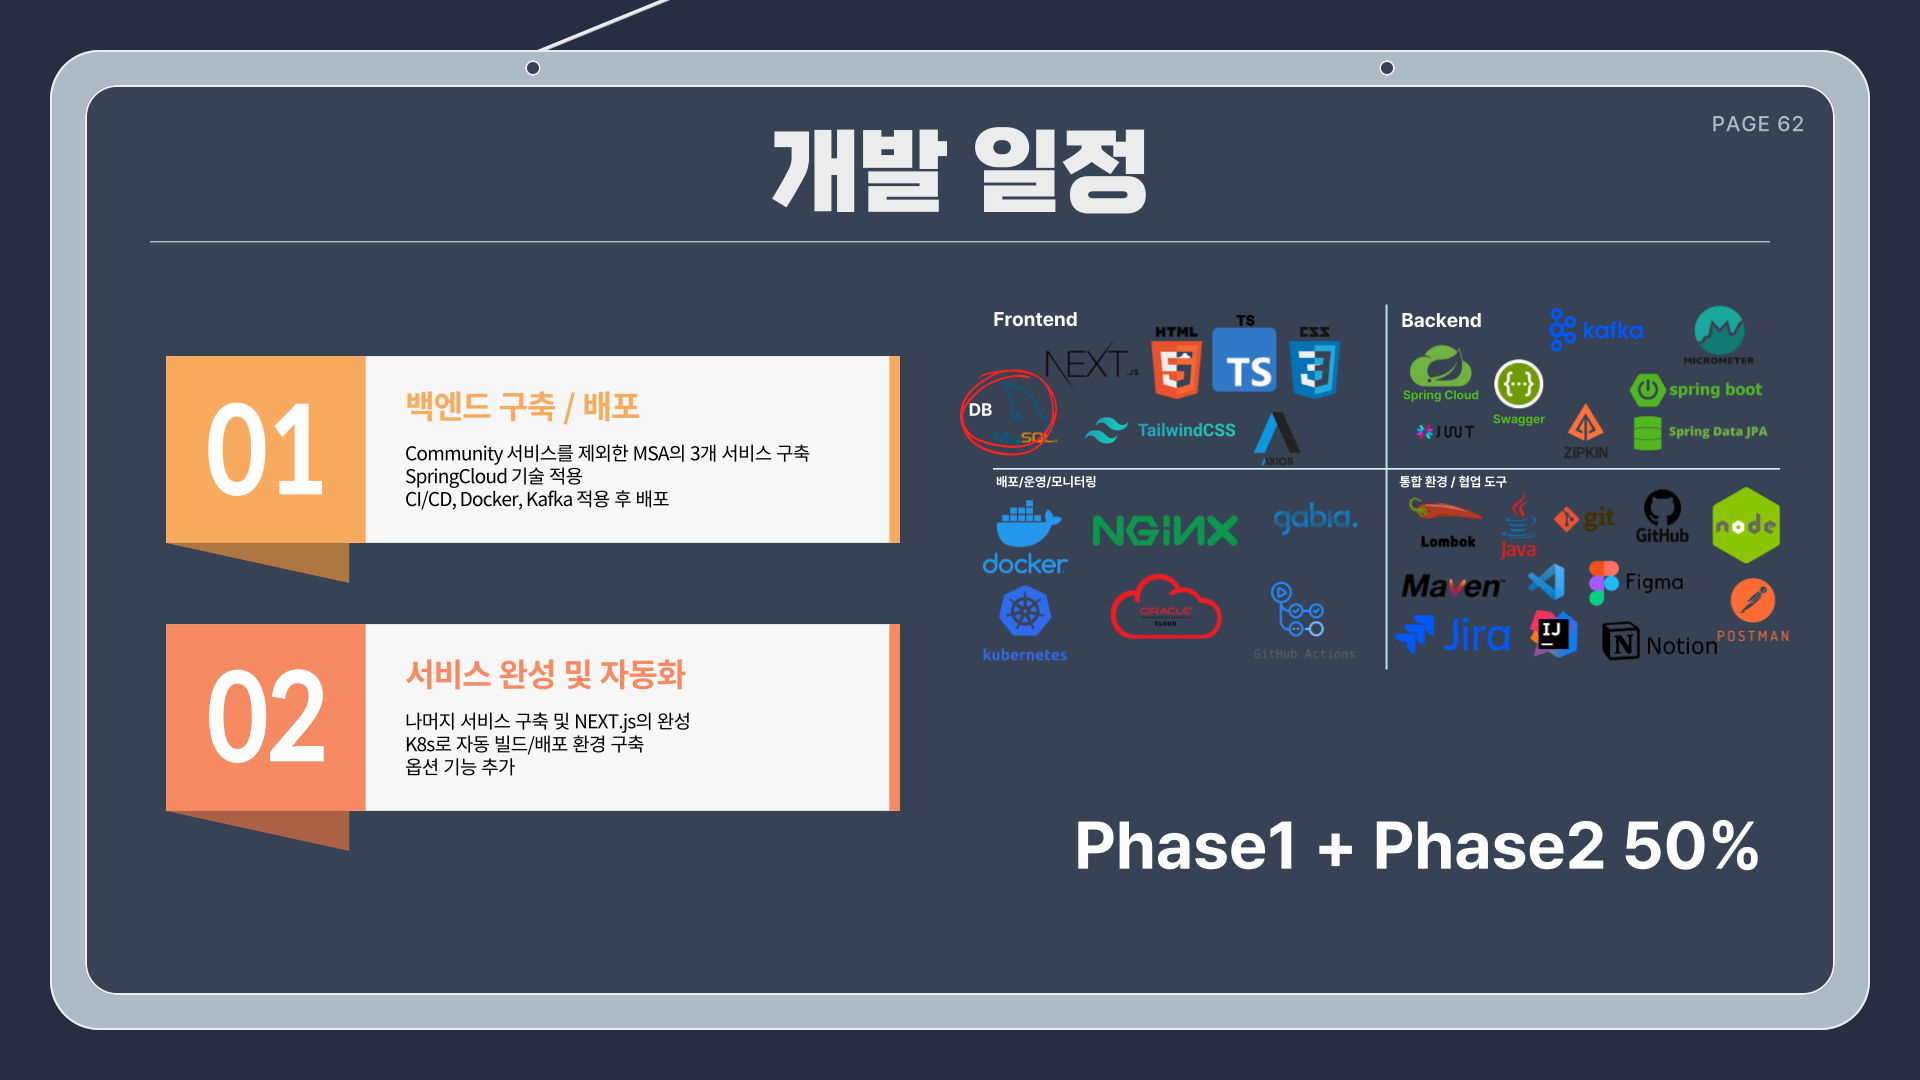 PAGE 62
개발 일정
01
백엔드 구축 / 배포
Community 서비스를 제외한 MSA의 3개 서비스 구축
SpringCloud 기술 적용
CI/CD, Docker, Kafka 적용 후 배포
02
서비스 완성 및 자동화
나머지 서비스 구축 및 NEXT.js의 완성
K8s로 자동 빌드/배포 환경 구축
옵션 기능 추가
Frontend
NEXT.JS
HTML
5
TS
TS
CSS
3
DB
MySQL
TailwindCSS
AXIOS
Backend
kafka
MICROMETER
Spring Cloud
Swagger
spring boot
JWT
ZIPKIN
Spring Data JPA
배포/운영/모니터링
docker
NGINX
gabia.
kubernetes
ORACLE
CLOUD
GitHub Actions
통합 환경 / 협업 도구
Lombok
Java
git
GitHub
node
Maven™
Figma
POSTMAN
Jira
IJ
Notion
Phase1 + Phase2 50%